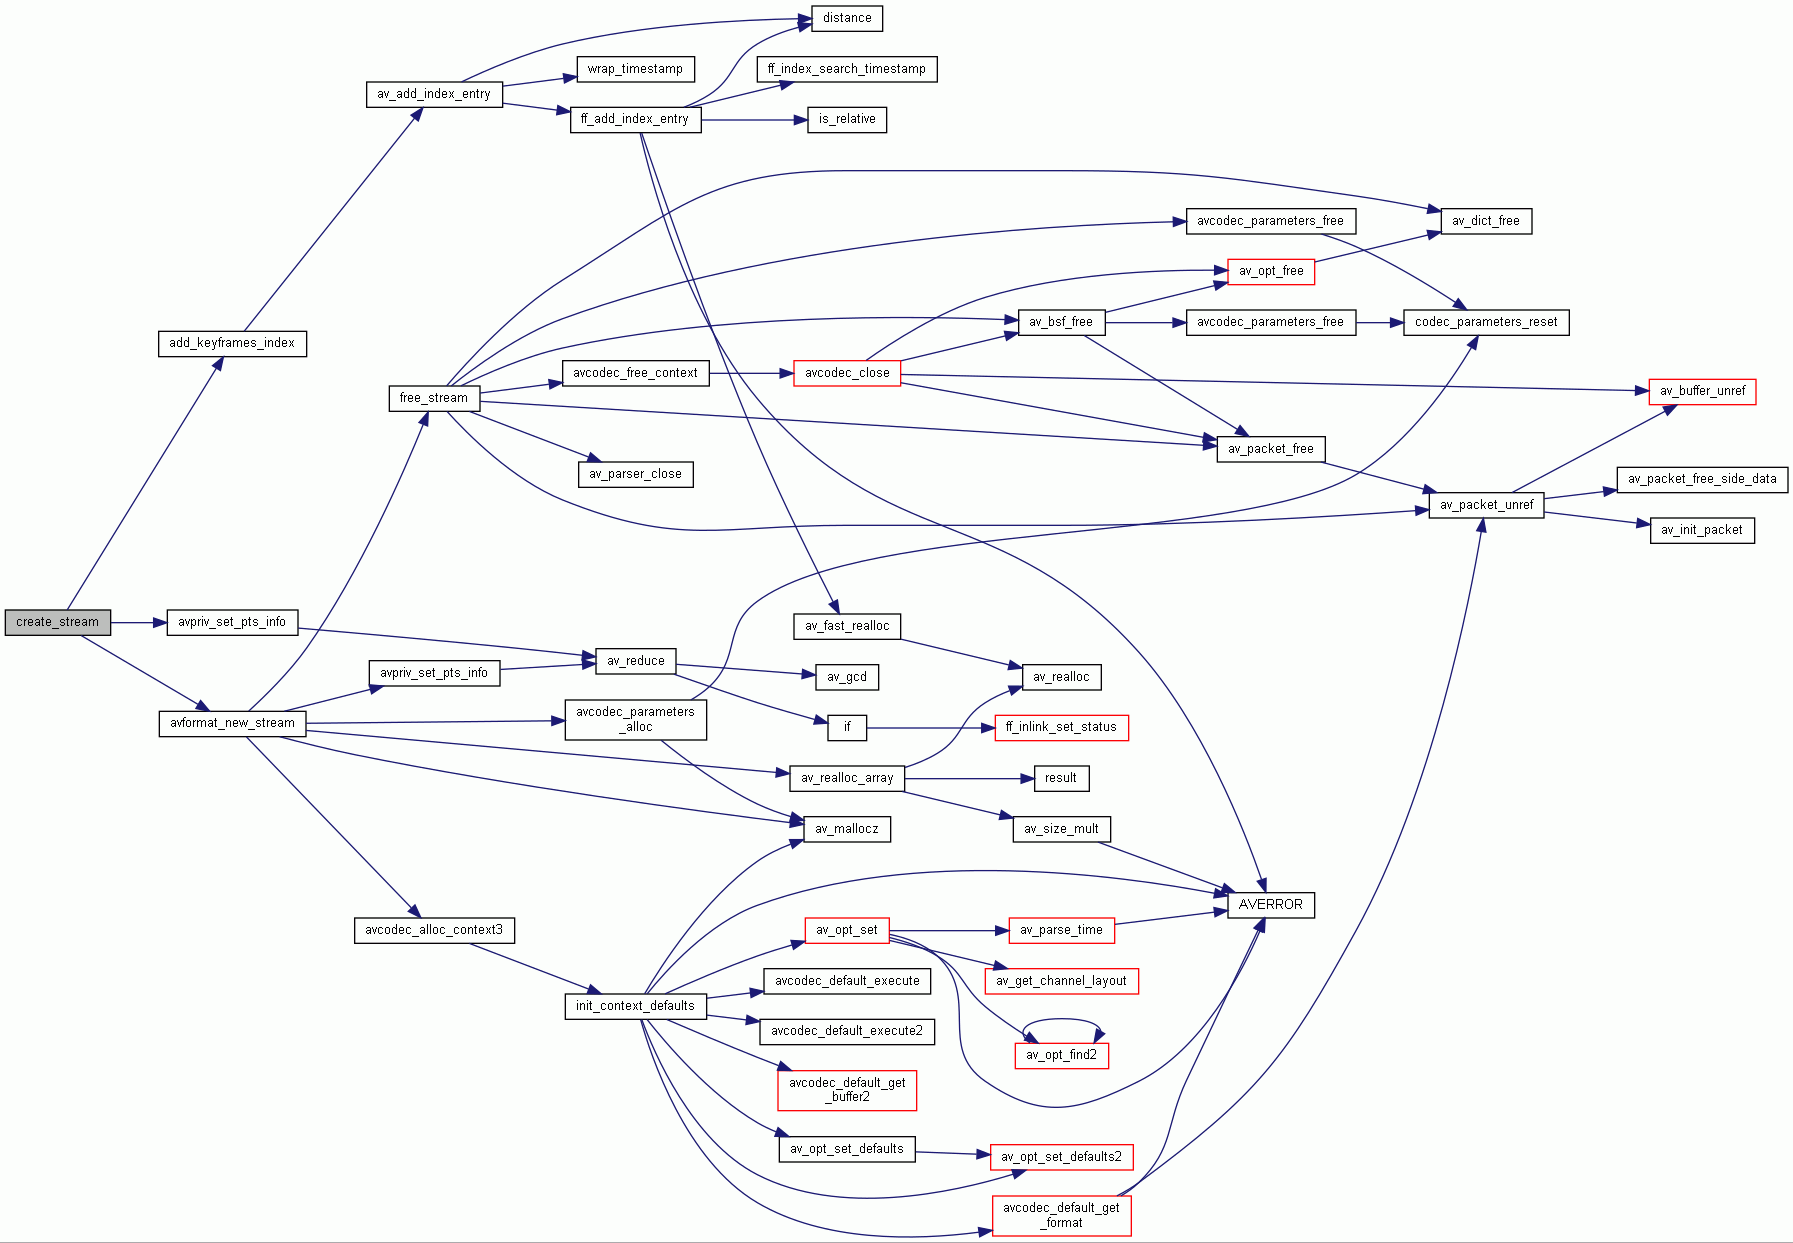 distance
wrap_timestamp
ff_index_search_timestamp
av_add_index_entry
ff_add_index_entry
is_relative
avcodec_parameters_free
av_dict_free
av_opt_free
av_bsf_free
avcodec_parameters_free
codec_parameters_reset
add_keyframes_index
avcodec_free_context
avcodec_close
av_buffer_unref
free_stream
av_packet_free
av_parser_close
av_packet_free_side_data
av_packet_unref
av_init_packet
create_stream
avpriv_set_pts_info
av_fast_realloc
av_reduce
avpriv_set_pts_info
av_gcd
av_realloc
avformat_new_stream
avcodec_parameters
_alloc
if
ff_inlink_set_status
av_realloc_array
result
av_mallocz
av_size_mult
AVERROR
avcodec_alloc_context3
av_opt_set
av_parse_time
avcodec_default_execute
av_get_channel_layout
init_context_defaults
avcodec_default_execute2
av_opt_find2
avcodec_default_get
_buffer2
av_opt_set_defaults
av_opt_set_defaults2
avcodec_default_get
_format